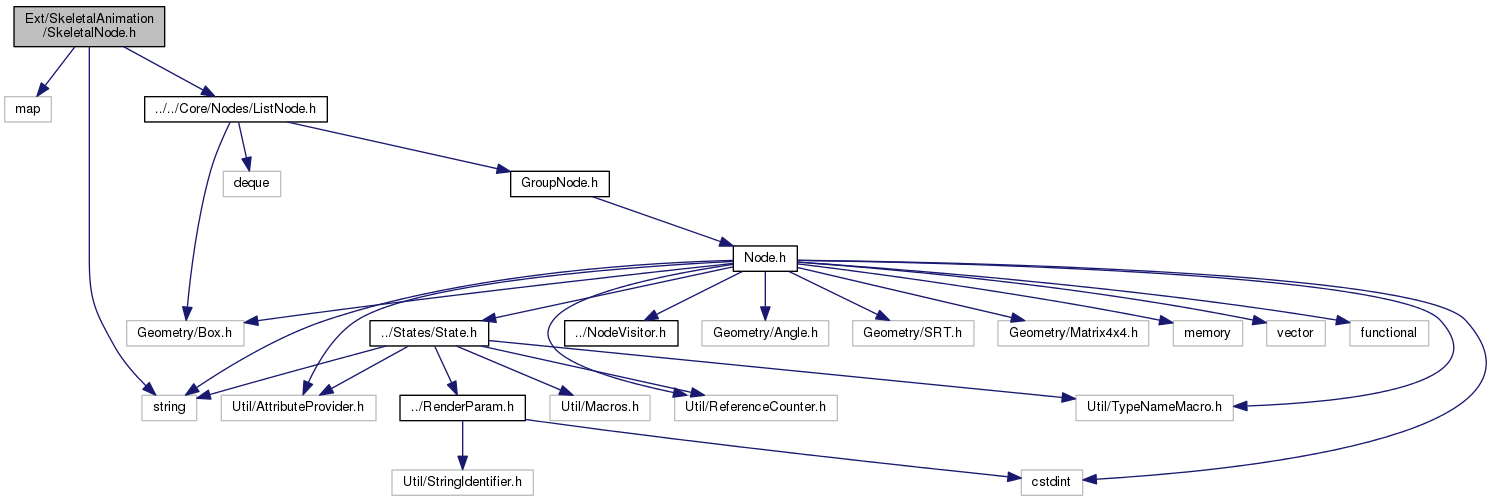 Ext/SkeletalAnimation
/SkeletalNode.h
map
../../Core/Nodes/ListNode.h
deque
GroupNode.h
Node.h
Geometry/Box.h
../States/State.h
../NodeVisitor.h
Geometry/Angle.h
Geometry/SRT.h
Geometry/Matrix4x4.h
memory
vector
functional
string
Util/AttributeProvider.h
../RenderParam.h
Util/Macros.h
Util/ReferenceCounter.h
Util/TypeNameMacro.h
Util/StringIdentifier.h
cstdint